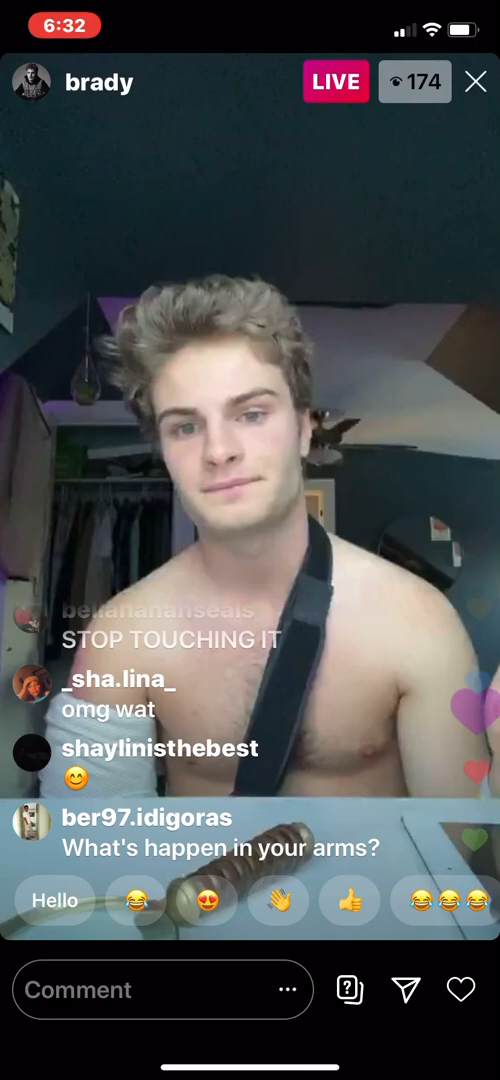 6:32
brady
LIVE
174
STOP TOUCHING IT
_sha.lina_
omg wat
shaylinisthebest
😊
ber97.idigoras
What's happen in your arms?
Hello 😂 😍 👋 👍 😂😂😂
Comment